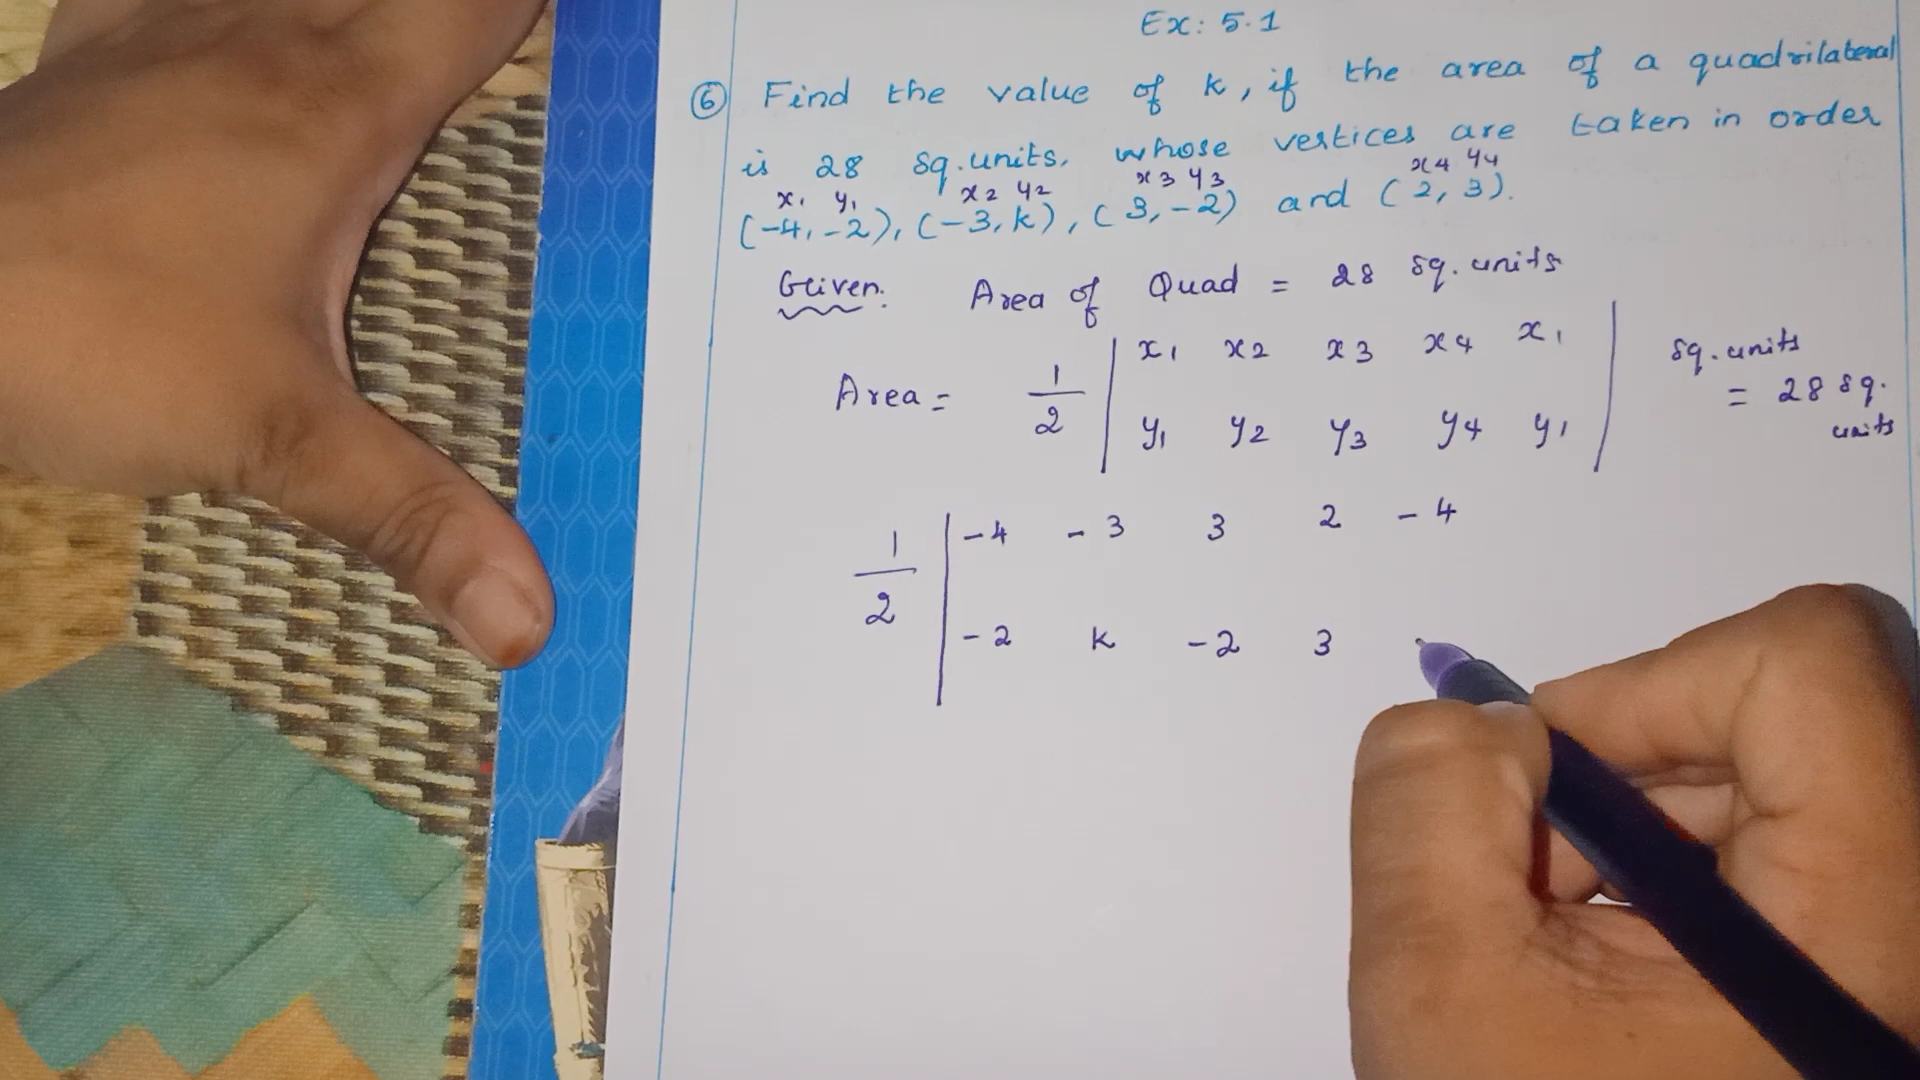 Ex: 5.1
⑥ Find the value of k, if the area of a quadrilateral
is 28 sq.units, whose vertices are taken in order
x1 y1 x2 y2 x3 y3 x4 y4
(-4,-2), (-3,k), (3,-2) and (2,3).
Given: Area of Quad = 28 sq.units
Area = 1/2 | x1 x2 x3 x4 x1 | sq.units
y1 y2 y3 y4 y1 = 28 sq.
units
1/2 | -4 -3 3 2 -4
-2 k -2 3